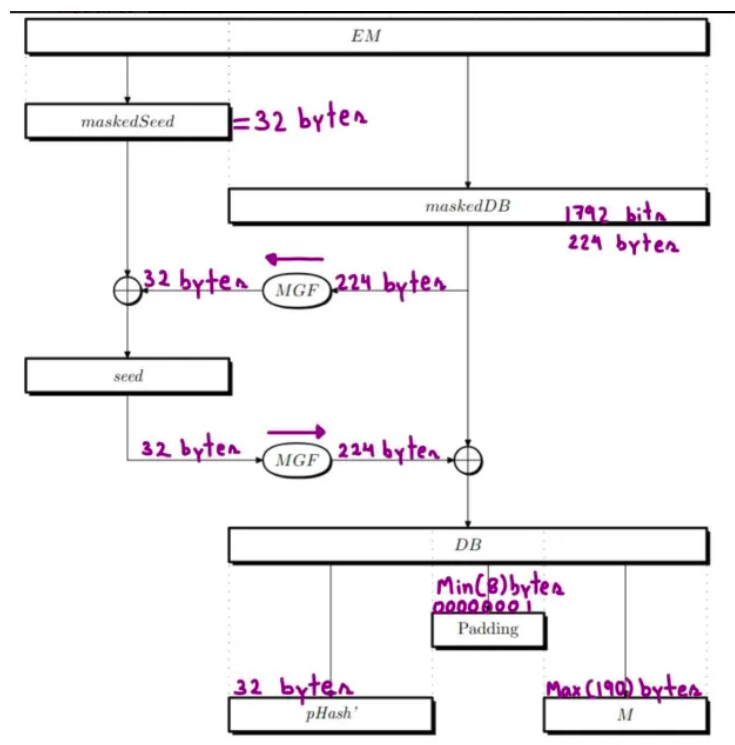 EM
maskedSeed = 32 bytes
maskedDB 1792 bits
224 bytes
32 bytes MGF 224 bytes
seed
32 bytes MGF 224 bytes
DB
Min(8)bytes
00000001
Padding
32 bytes Max(190)bytes
pHash' M